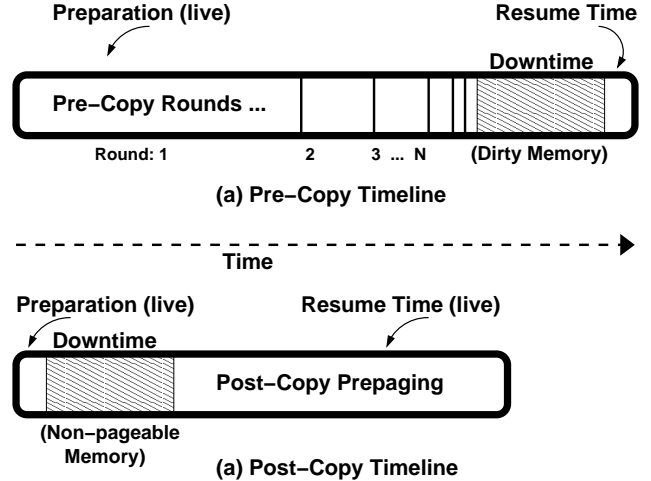 Preparation (live)
Resume Time
Downtime
Pre-Copy Rounds ...
Round: 1
2
3 ... N
(Dirty Memory)
(a) Pre-Copy Timeline
Time
Preparation (live)
Resume Time (live)
Downtime
Post-Copy Prepaging
(Non-pageable
Memory)
(a) Post-Copy Timeline